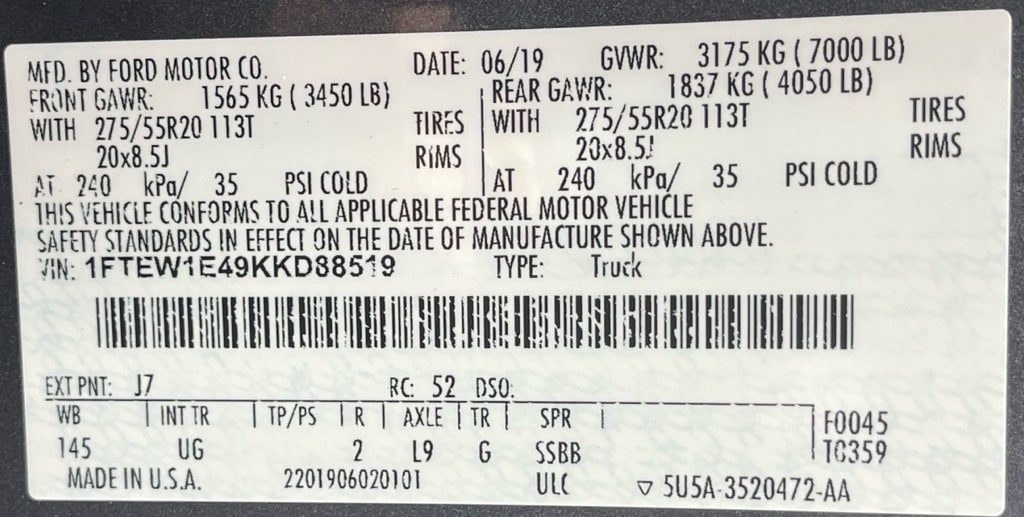 MFD. BY FORD MOTOR CO. DATE: 06/19 GVWR: 3175 KG ( 7000 LB)
FRONT GAWR: 1565 KG ( 3450 LB) REAR GAWR: 1837 KG ( 4050 LB)
WITH 275/55R20 113T TIRES WITH 275/55R20 113T TIRES
20x8.5J RIMS 20x8.5J RIMS
AT 240 kPa/ 35 PSI COLD AT 240 kPa/ 35 PSI COLD
THIS VEHICLE CONFORMS TO ALL APPLICABLE FEDERAL MOTOR VEHICLE
SAFETY STANDARDS IN EFFECT ON THE DATE OF MANUFACTURE SHOWN ABOVE.
VIN: 1FTEW1E49KKD88519 TYPE: Truck
EXT PNT: J7 RC: 52 DSO:
WB | INT TR | TP/PS | R | AXLE | TR | SPR | F0045
145 UG 2 L9 G SSBB T0359
MADE IN U.S.A. 2201906020101 ULC ▽ 5U5A-3520472-AA